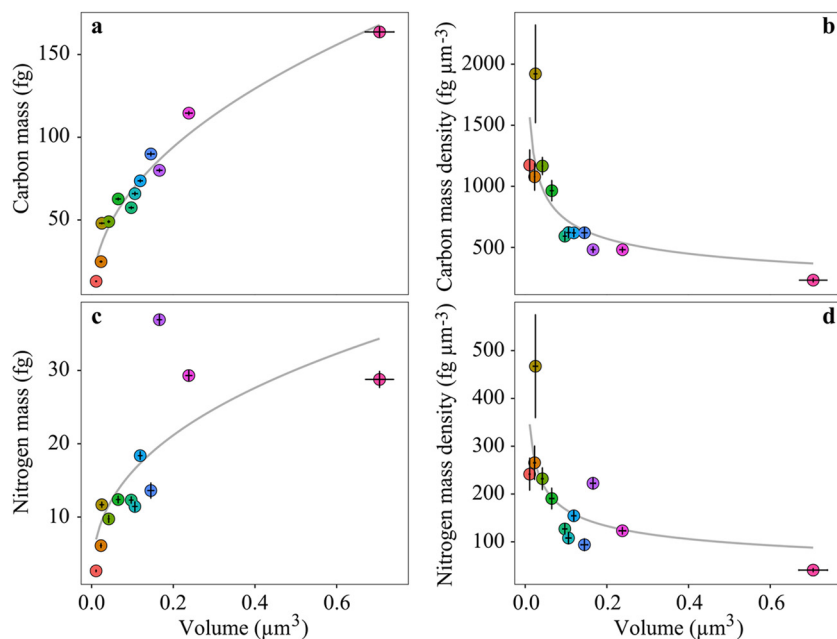 a
Carbon mass (fg)
150
100
50
b
Carbon mass density (fg µm-3)
2000
1500
1000
500
c
Nitrogen mass (fg)
30
20
10
0.0 0.2 0.4 0.6
Volume (µm3)
d
Nitrogen mass density (fg µm-3)
500
400
300
200
100
0.0 0.2 0.4 0.6
Volume (µm3)